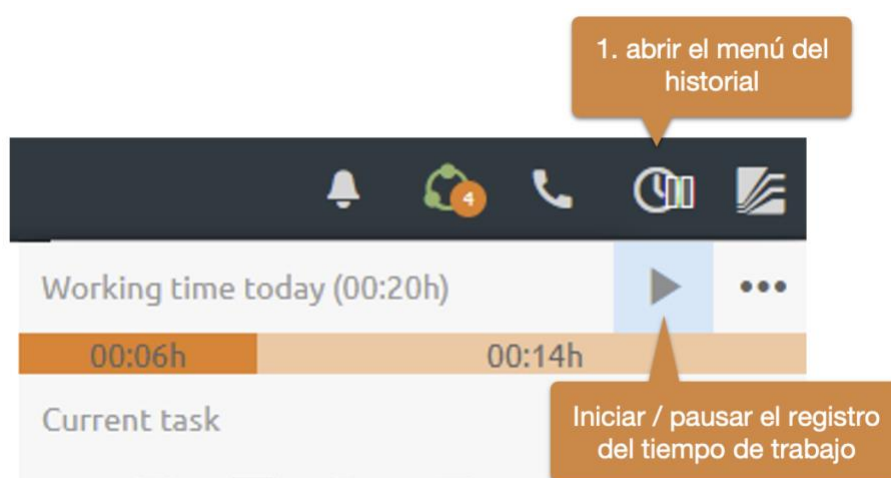 1. abrir el menú del
historial
4
Working time today (00:20h)
00:06h 00:14h
Current task
Iniciar / pausar el registro
del tiempo de trabajo